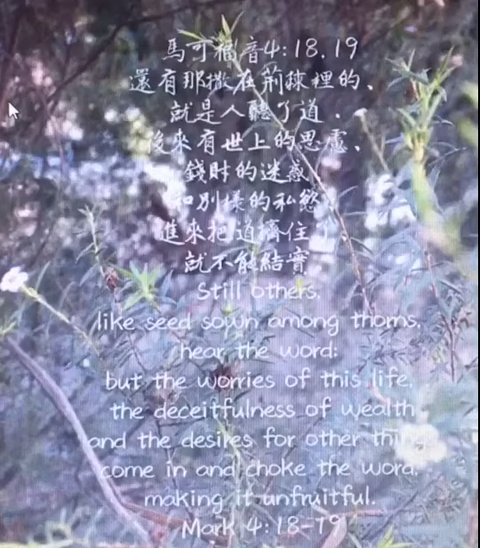 馬可福音4:18,19
還有那撒在荊棘裡的、
就是人聽了道．
後來有世上的思慮、
錢財的迷惑
和別樣的私慾
進來把道擠住了、
就不能結實
Still others,
like seed sown among thorns,
hear the word;
but the worries of this life,
the deceitfulness of wealth
and the desires for other things
come in and choke the word,
making it unfruitful.
Mark 4:18-19